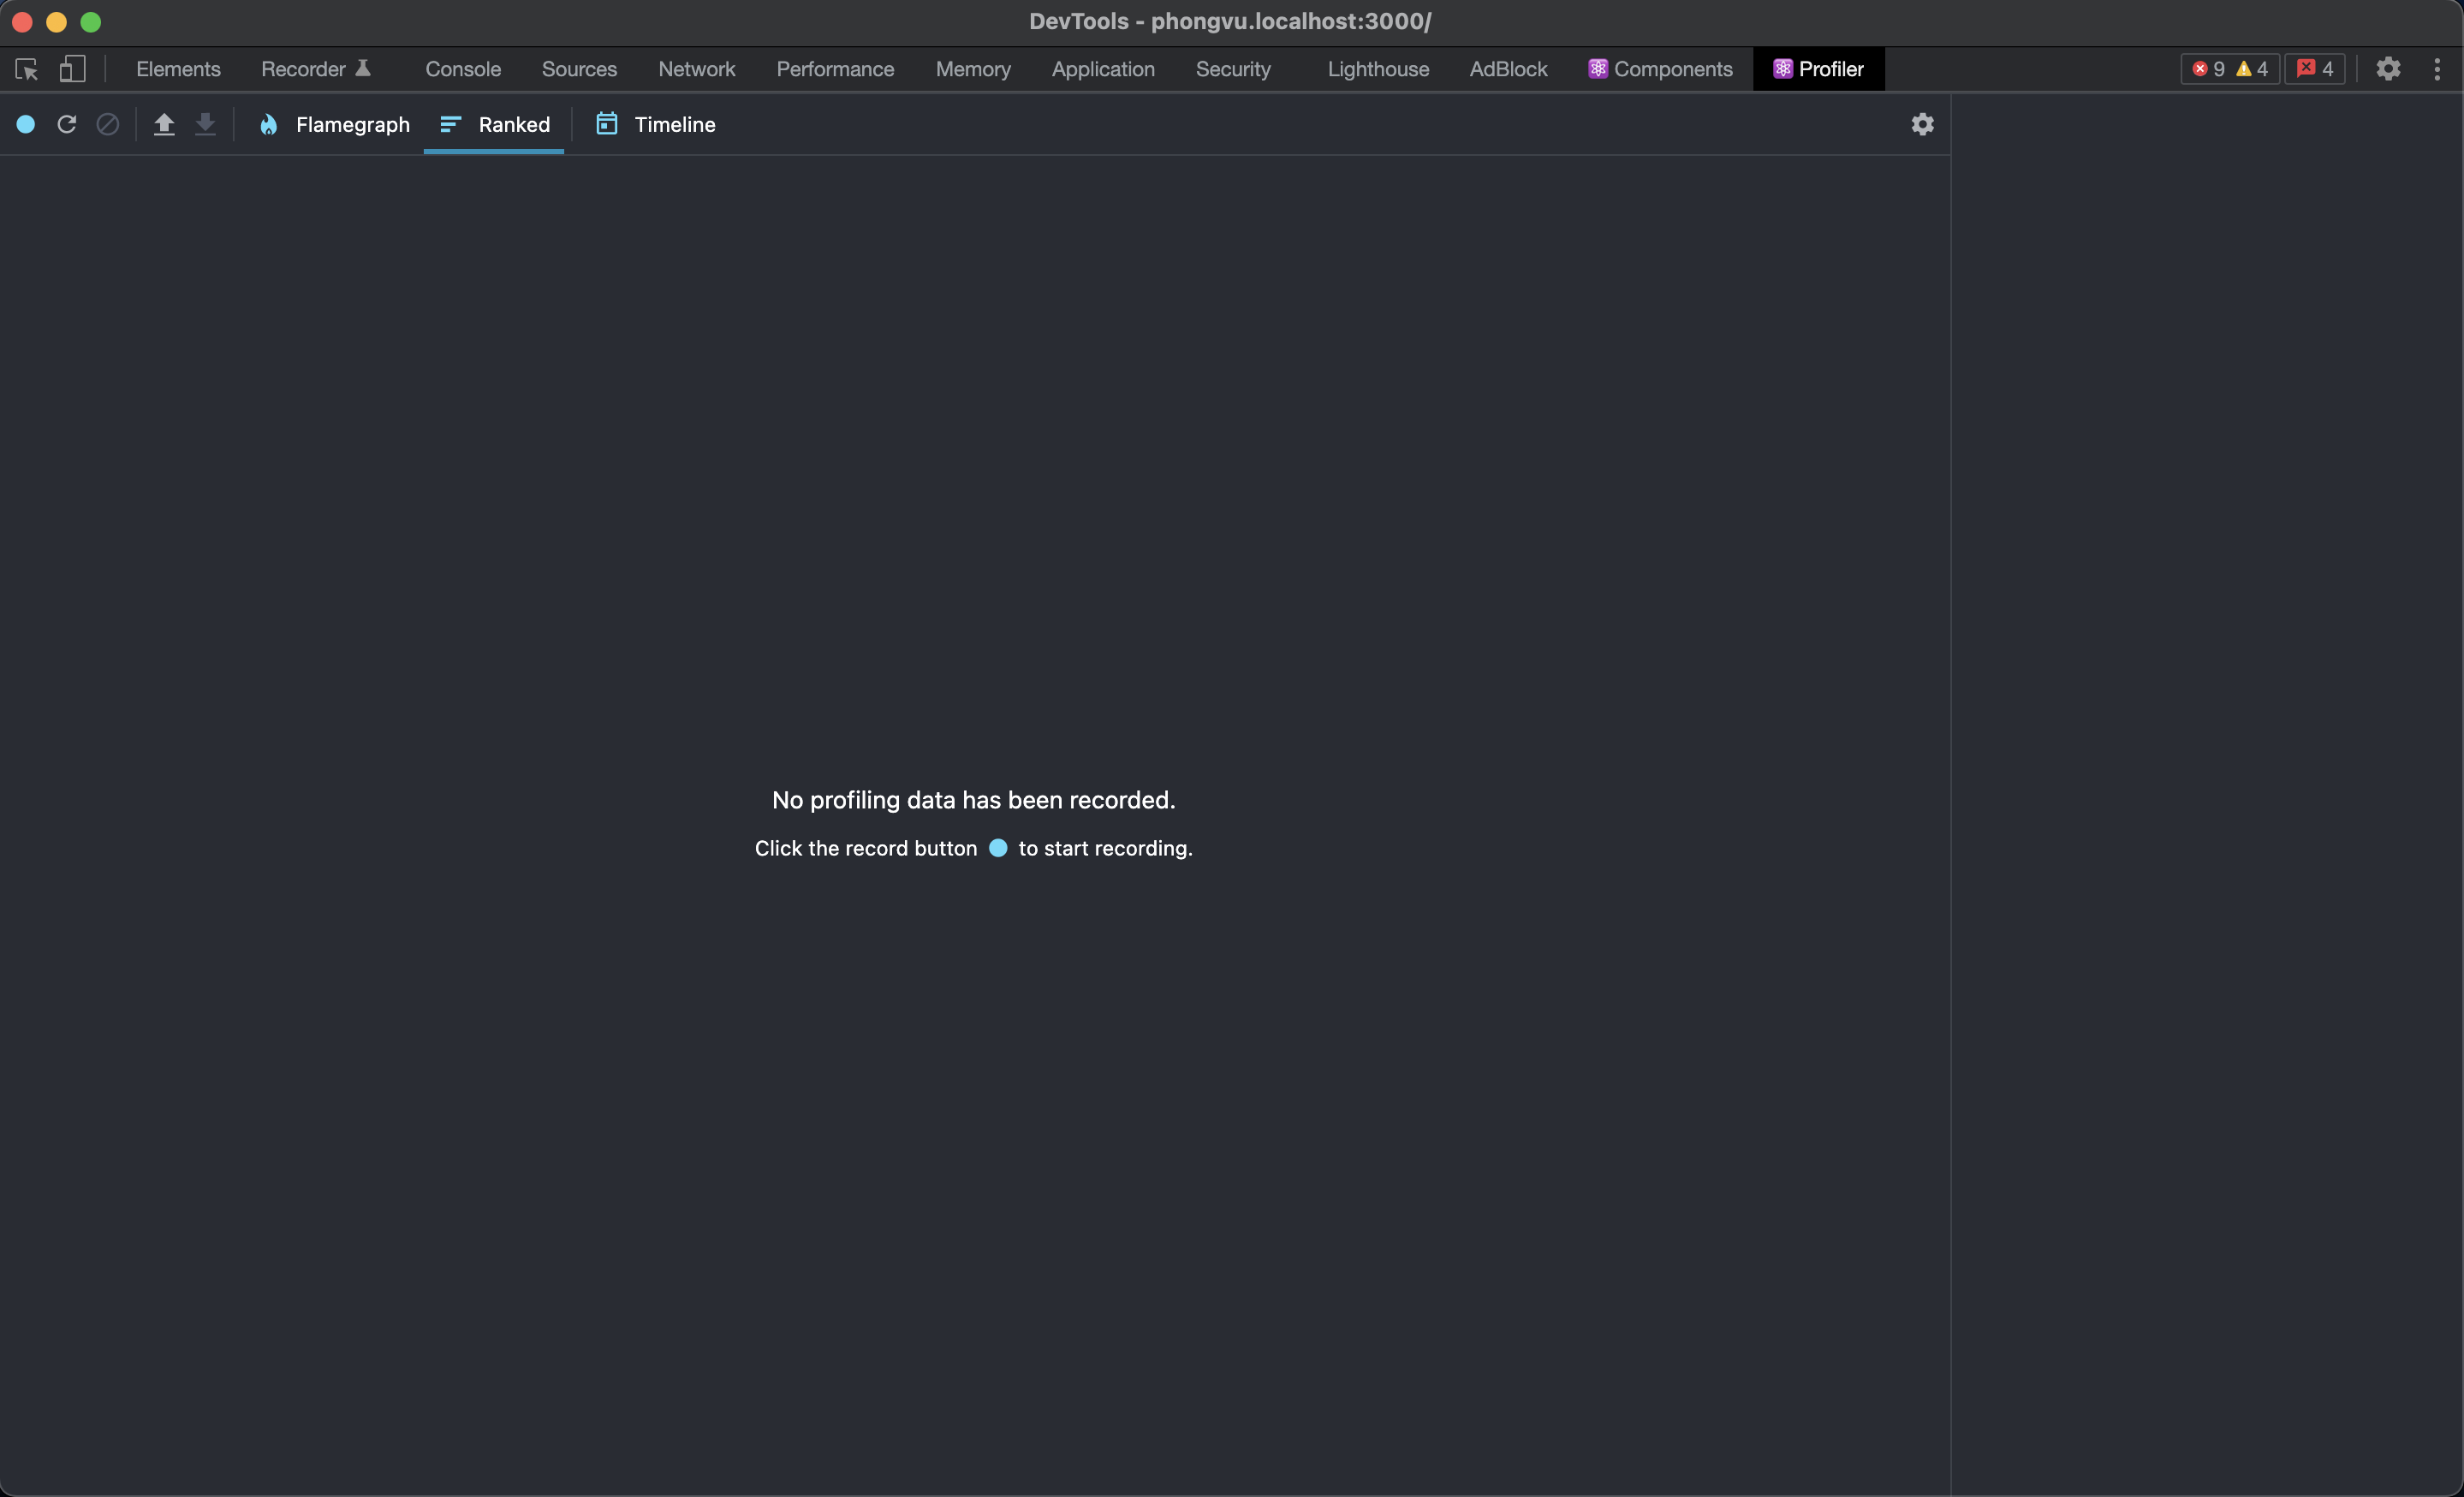 DevTools - phongvu.localhost:3000/
Elements Recorder Console Sources Network Performance Memory Application Security Lighthouse AdBlock Components Profiler 9 4 4
Flamegraph Ranked Timeline
No profiling data has been recorded.
Click the record button to start recording.